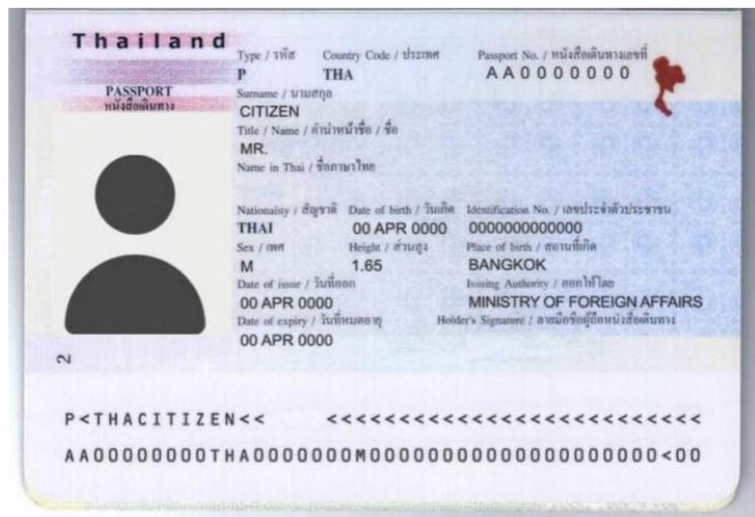 Thailand
PASSPORT
หนังสือเดินทาง
Type / รหัส Country Code / ประเทศ Passport No. / หนังสือเดินทางเลขที่
P THA AA0000000
Surname / นามสกุล
CITIZEN
Title / Name / คำนำหน้าชื่อ / ชื่อ
MR.
Name in Thai / ชื่อภาษาไทย
Nationality / สัญชาติ Date of birth / วันเกิด Identification No. / เลขประจำตัวประชาชน
THAI 00 APR 0000 0000000000000
Sex / เพศ Height / ส่วนสูง Place of birth / สถานที่เกิด
M 1.65 BANGKOK
Date of issue / วันที่ออก Issuing Authority / ออกให้โดย
00 APR 0000 MINISTRY OF FOREIGN AFFAIRS
Date of expiry / วันที่หมดอายุ Holder's Signature / ลายมือชื่อผู้ถือหนังสือเดินทาง
00 APR 0000
2
P<THACITIZEN<< <<<<<<<<<<<<<<<<<<<<<<<<<<
AA00000000THA0000000M0000000000000000000000<00